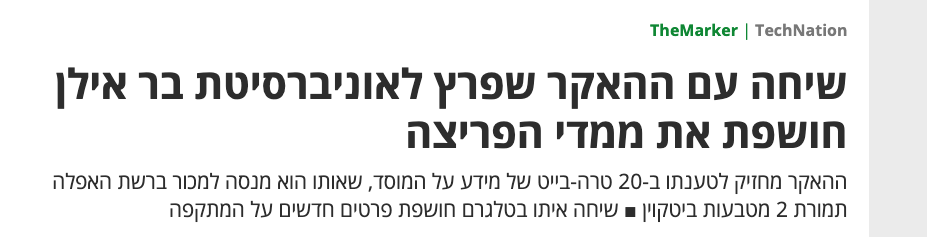 TheMarker | TechNation
שיחה עם ההאקר שפרץ לאוניברסיטת בר אילן
חושפת את ממדי הפריצה
ההאקר מחזיק לטענתו ב-20 טרה-בייט של מידע על המוסד, שאותו הוא מנסה למכור ברשת האפלה
תמורת 2 מטבעות ביטקוין ■ שיחה איתו בטלגרם חושפת פרטים חדשים על המתקפה